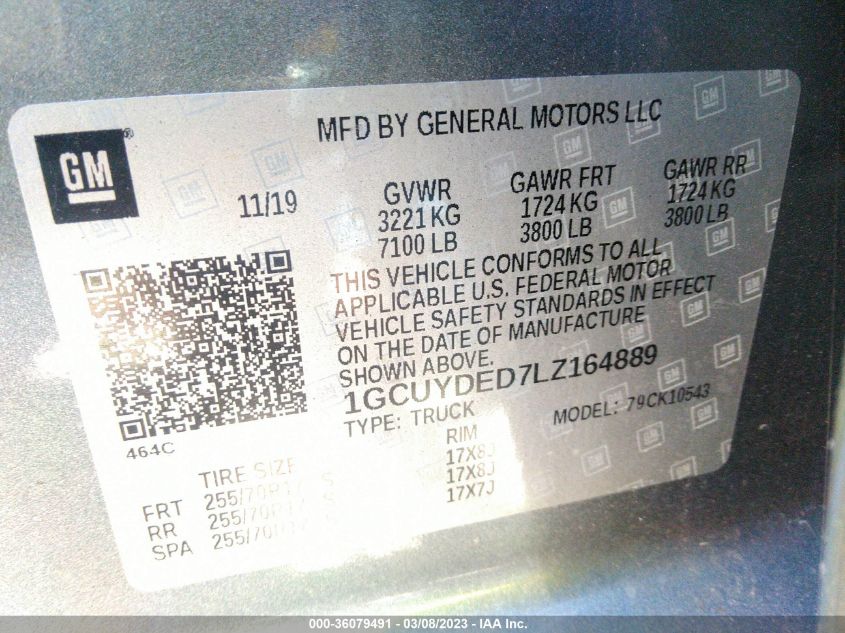 MFD BY GENERAL MOTORS LLC
GM
11/19
GVWR GAWR FRT GAWR RR
3221 KG 1724 KG 1724 KG
7100 LB 3800 LB 3800 LB
THIS VEHICLE CONFORMS TO ALL
APPLICABLE U.S. FEDERAL MOTOR
VEHICLE SAFETY STANDARDS IN EFFECT
ON THE DATE OF MANUFACTURE
SHOWN ABOVE.
1GCUYDED7LZ164889
TYPE: TRUCK MODEL: 79CK10543
464C
TIRE SIZE RIM
FRT 17X8J
RR 17X8J
SPA 17X7J
000-36079491 - 03/08/2023 - IAA Inc.